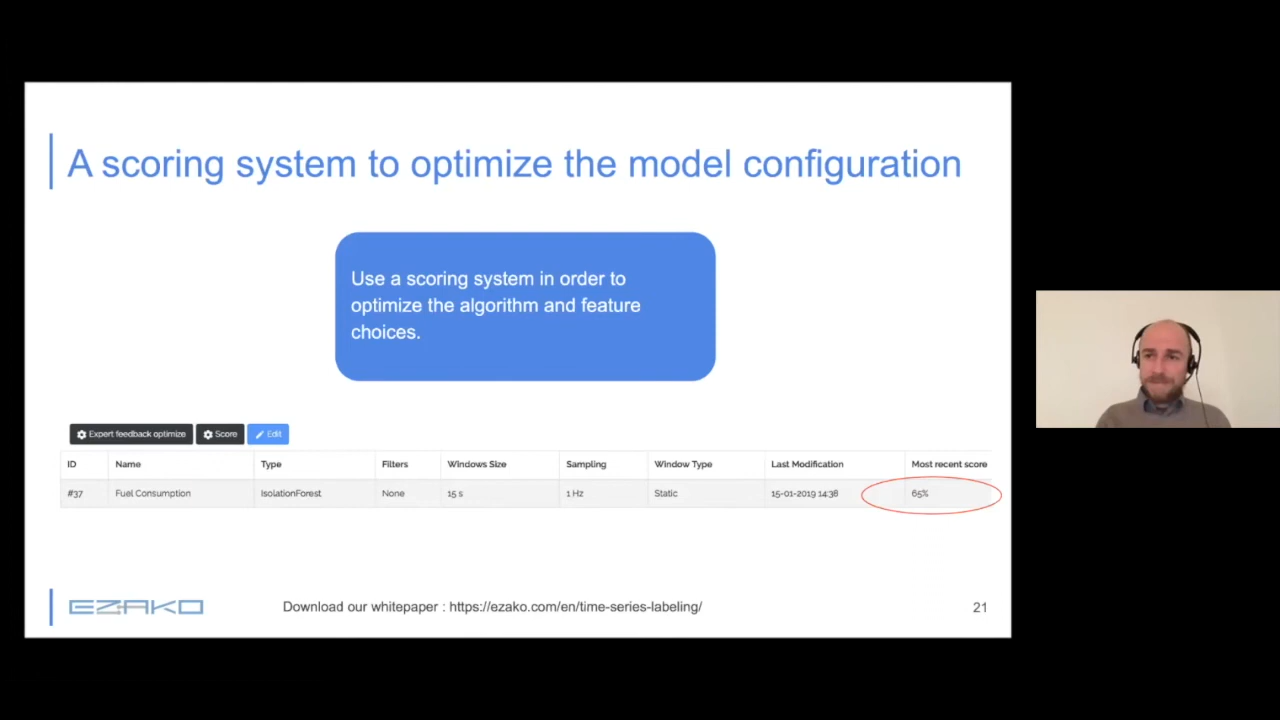 A scoring system to optimize the model configuration
Use a scoring system in order to
optimize the algorithm and feature
choices.
Expert feedback optimize Score Edit
ID Name Type Filters Windows Size Sampling Window Type Last Modification Most recent score
#37 Fuel Consumption IsolationForest None 15 s 1 Hz Static 15-01-2019 14:38 65%
EZAKO Download our whitepaper : https://ezako.com/en/time-series-labeling/ 21